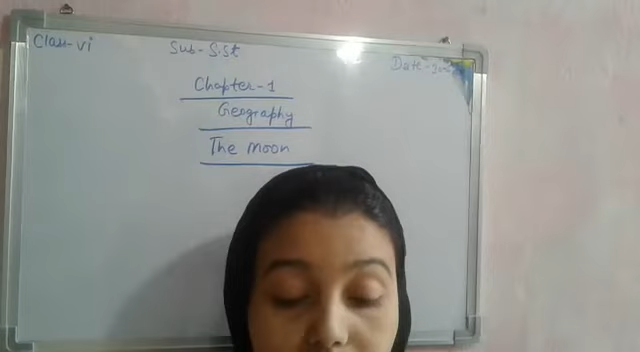 Class-vi
Sub-S.st
Date-
Chapter-1
Geography
The moon